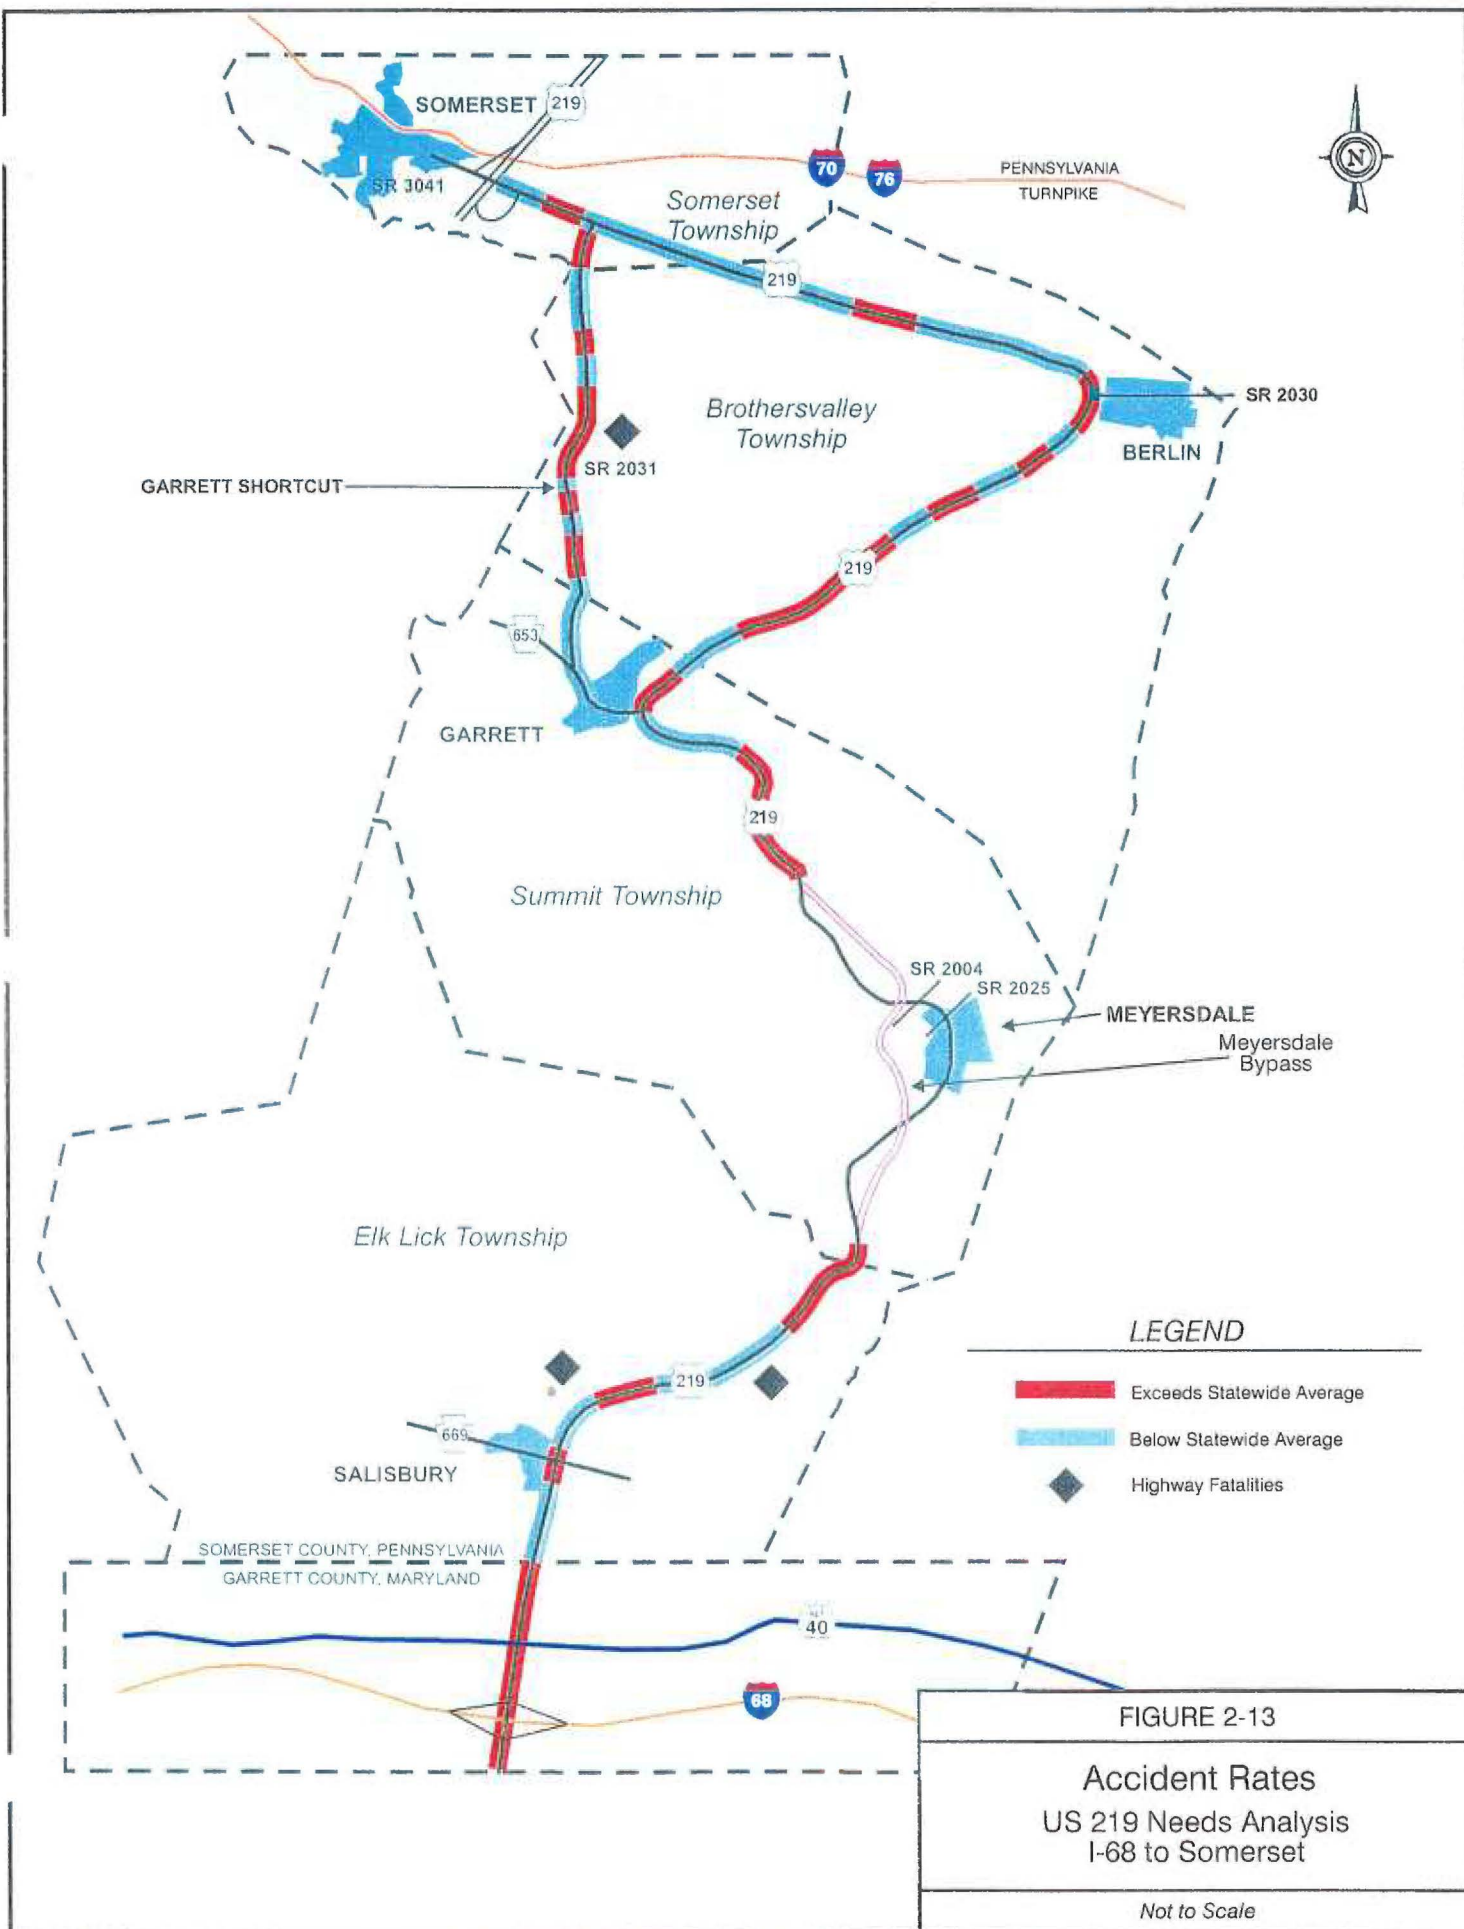 SOMERSET
219
SR 3041
70
76
PENNSYLVANIA
TURNPIKE
N
Somerset
Township
219
SR 2030
BERLIN
Brothersvalley
Township
SR 2031
GARRETT SHORTCUT
219
653
GARRETT
219
Summit Township
SR 2004
SR 2025
MEYERSDALE
Meyersdale
Bypass
Elk Lick Township
219
669
SALISBURY
LEGEND
Exceeds Statewide Average
Below Statewide Average
Highway Fatalities
SOMERSET COUNTY, PENNSYLVANIA
GARRETT COUNTY, MARYLAND
40
68
FIGURE 2-13
Accident Rates
US 219 Needs Analysis
I-68 to Somerset
Not to Scale